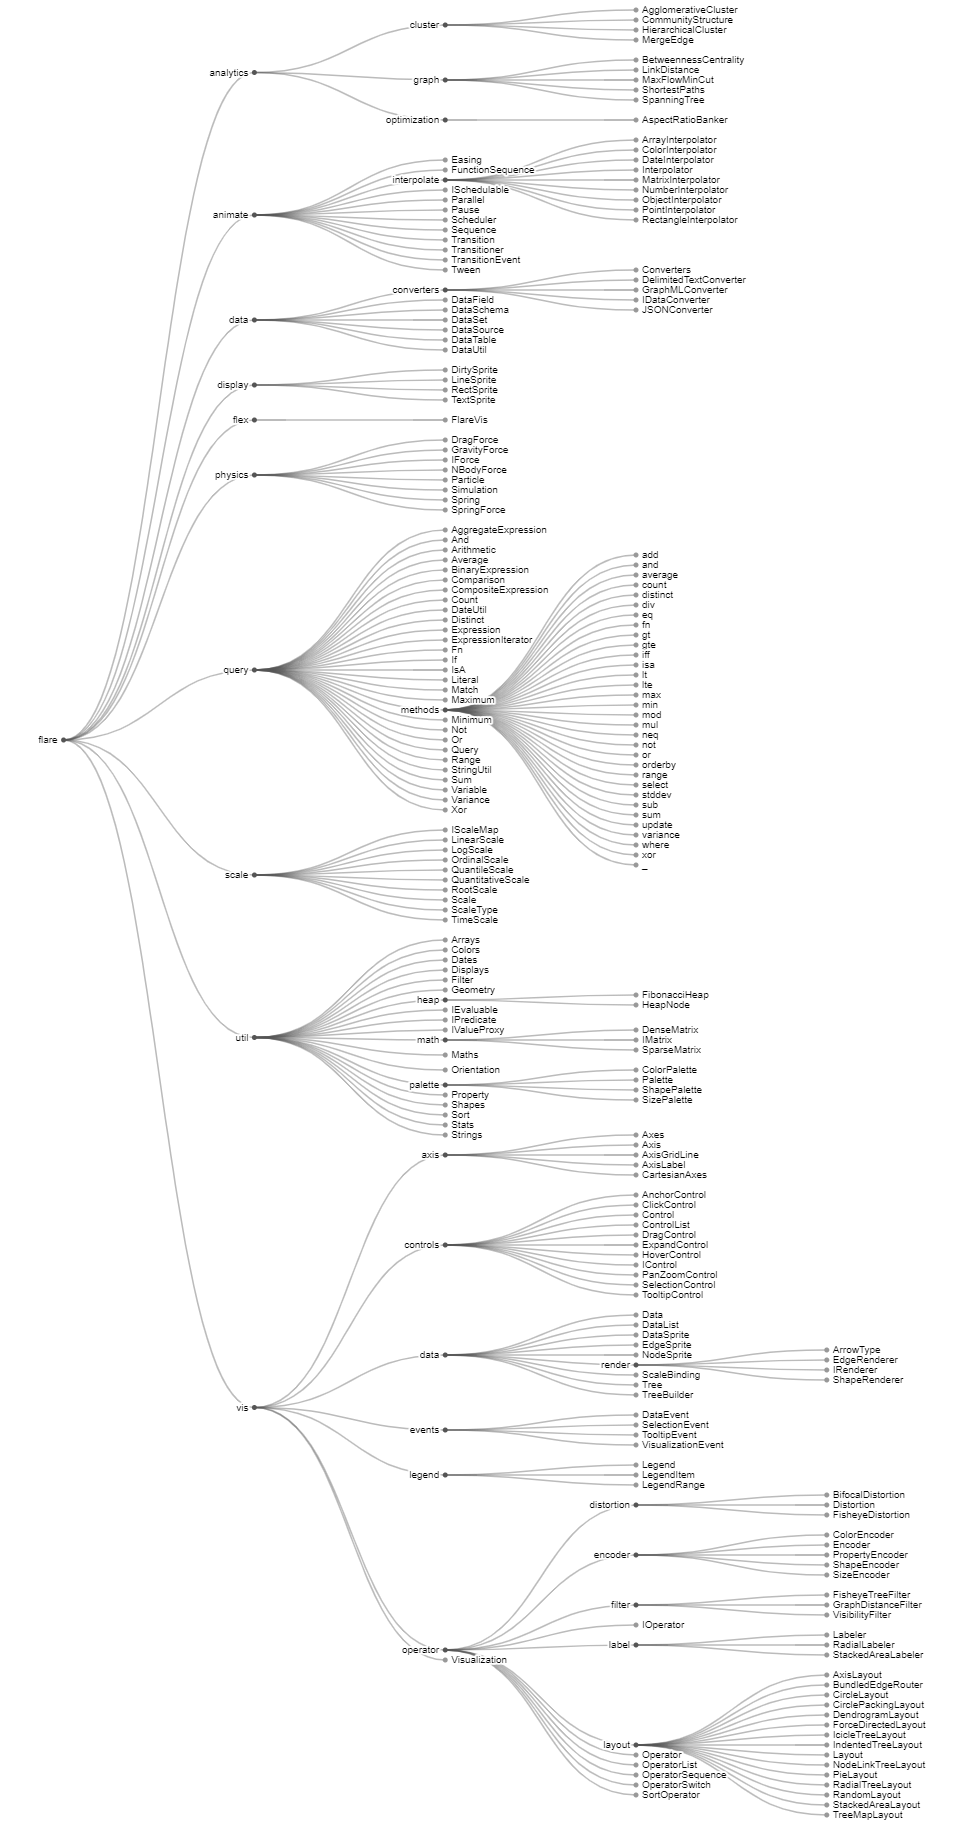 flare
analytics
cluster
AgglomerativeCluster
CommunityStructure
HierarchicalCluster
MergeEdge
graph
BetweennessCentrality
LinkDistance
MaxFlowMinCut
ShortestPaths
SpanningTree
optimization
AspectRatioBanker
animate
Easing
FunctionSequence
interpolate
ArrayInterpolator
ColorInterpolator
DateInterpolator
Interpolator
MatrixInterpolator
NumberInterpolator
ObjectInterpolator
PointInterpolator
RectangleInterpolator
ISchedulable
Parallel
Pause
Scheduler
Sequence
Transition
Transitioner
TransitionEvent
Tween
data
converters
Converters
DelimitedTextConverter
GraphMLConverter
IDataConverter
JSONConverter
DataField
DataSchema
DataSet
DataSource
DataTable
DataUtil
display
DirtySprite
LineSprite
RectSprite
TextSprite
flex
FlareVis
physics
DragForce
GravityForce
IForce
NBodyForce
Particle
Simulation
Spring
SpringForce
query
AggregateExpression
And
Arithmetic
Average
BinaryExpression
Comparison
CompositeExpression
Count
DateUtil
Distinct
Expression
ExpressionIterator
Fn
If
IsA
Literal
Match
Maximum
methods
add
and
average
count
distinct
div
eq
fn
gt
gte
iff
isa
lt
lte
max
min
mod
mul
neq
not
or
orderby
range
select
stddev
sub
sum
update
variance
where
xor
_
Minimum
Not
Or
Query
Range
StringUtil
Sum
Variable
Variance
Xor
scale
IScaleMap
LinearScale
LogScale
OrdinalScale
QuantileScale
QuantitativeScale
RootScale
Scale
ScaleType
TimeScale
util
Arrays
Colors
Dates
Displays
Filter
Geometry
heap
FibonacciHeap
HeapNode
IEvaluable
IPredicate
IValueProxy
math
DenseMatrix
IMatrix
SparseMatrix
Maths
Orientation
palette
ColorPalette
Palette
ShapePalette
SizePalette
Property
Shapes
Sort
Stats
Strings
vis
axis
Axes
Axis
AxisGridLine
AxisLabel
CartesianAxes
controls
AnchorControl
ClickControl
Control
ControlList
DragControl
ExpandControl
HoverControl
IControl
PanZoomControl
SelectionControl
TooltipControl
data
Data
DataList
DataSprite
EdgeSprite
NodeSprite
render
ArrowType
EdgeRenderer
IRenderer
ShapeRenderer
ScaleBinding
Tree
TreeBuilder
events
DataEvent
SelectionEvent
TooltipEvent
VisualizationEvent
legend
Legend
LegendItem
LegendRange
operator
distortion
BifocalDistortion
Distortion
FisheyeDistortion
encoder
ColorEncoder
Encoder
PropertyEncoder
ShapeEncoder
SizeEncoder
filter
FisheyeTreeFilter
GraphDistanceFilter
VisibilityFilter
IOperator
label
Labeler
RadialLabeler
StackedAreaLabeler
layout
AxisLayout
BundledEdgeRouter
CircleLayout
CirclePackingLayout
DendrogramLayout
ForceDirectedLayout
IcicleTreeLayout
IndentedTreeLayout
Layout
NodeLinkTreeLayout
PieLayout
RadialTreeLayout
RandomLayout
StackedAreaLayout
TreeMapLayout
Operator
OperatorList
OperatorSequence
OperatorSwitch
SortOperator
Visualization